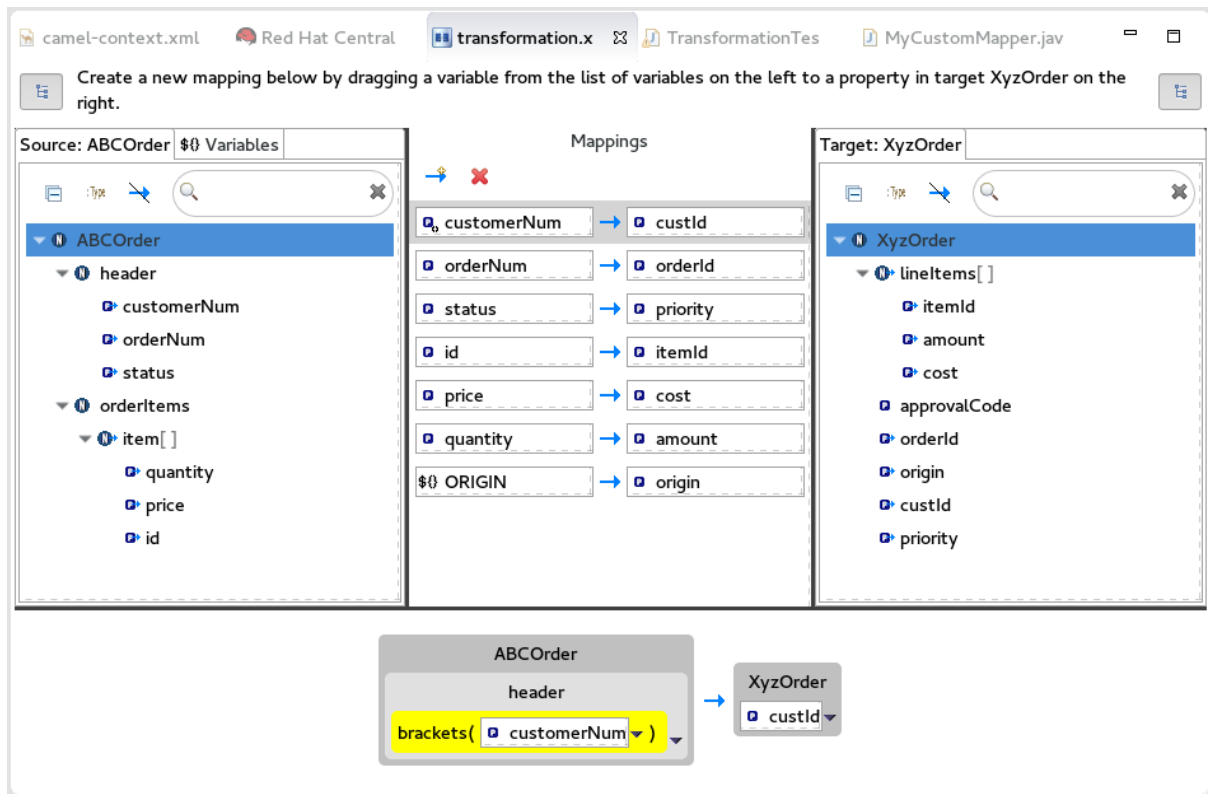 camel-context.xml Red Hat Central transformation.x TransformationTes MyCustomMapper.jav
Create a new mapping below by dragging a variable from the list of variables on the left to a property in target XyzOrder on the
right.
Source: ABCOrder ${} Variables
Mappings
Target: XyzOrder
:Type
:Type
ABCOrder
header
customerNum
orderNum
status
orderItems
item[ ]
quantity
price
id
customerNum custId
orderNum orderId
status priority
id itemId
price cost
quantity amount
${} ORIGIN origin
XyzOrder
lineItems[ ]
itemId
amount
cost
approvalCode
orderId
origin
custId
priority
ABCOrder
header
brackets( customerNum )
XyzOrder
custId